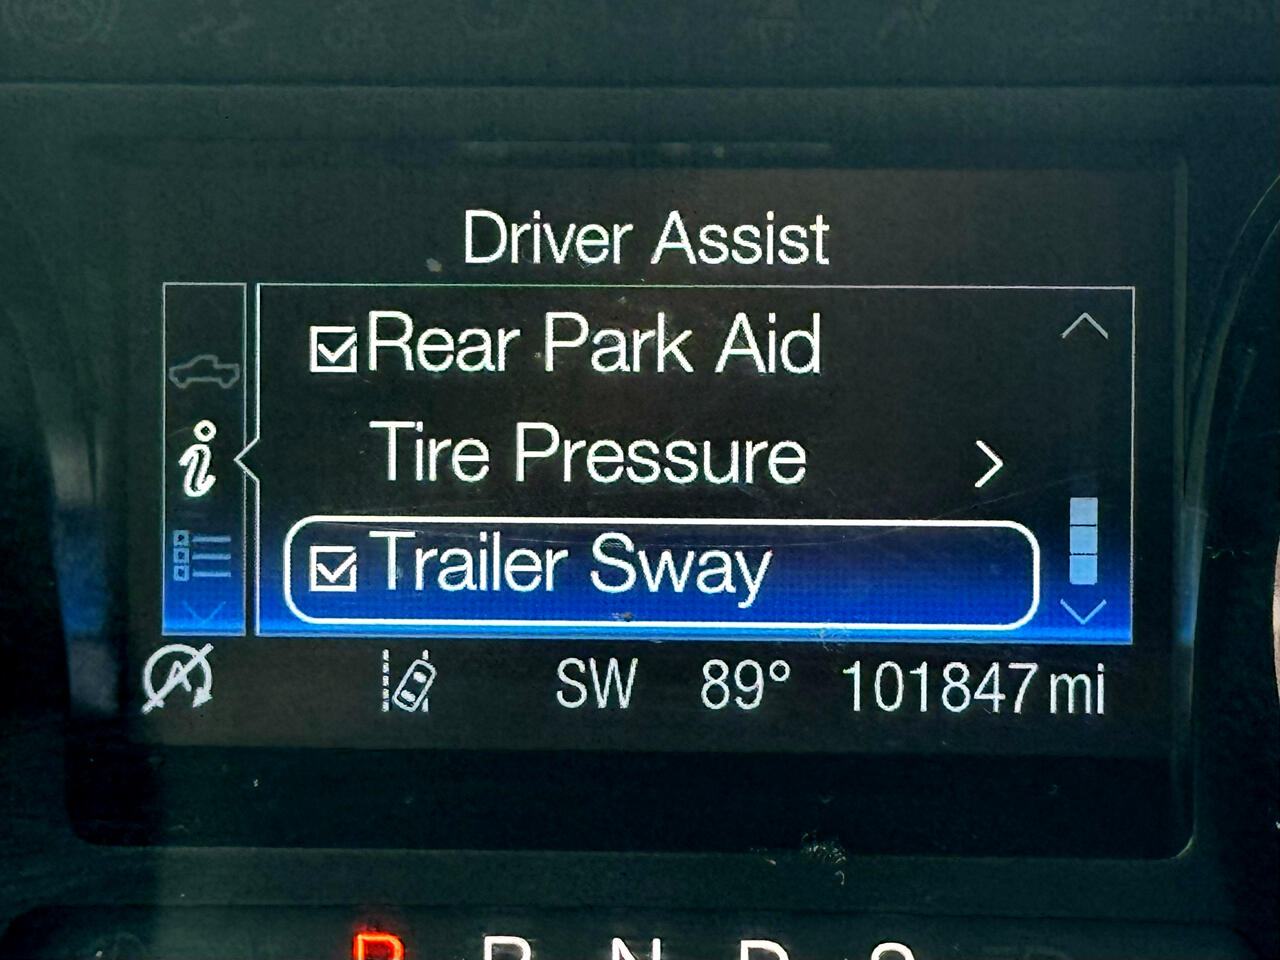 Driver Assist
Rear Park Aid
Tire Pressure
Trailer Sway
SW 89° 101847 mi
P R N D S